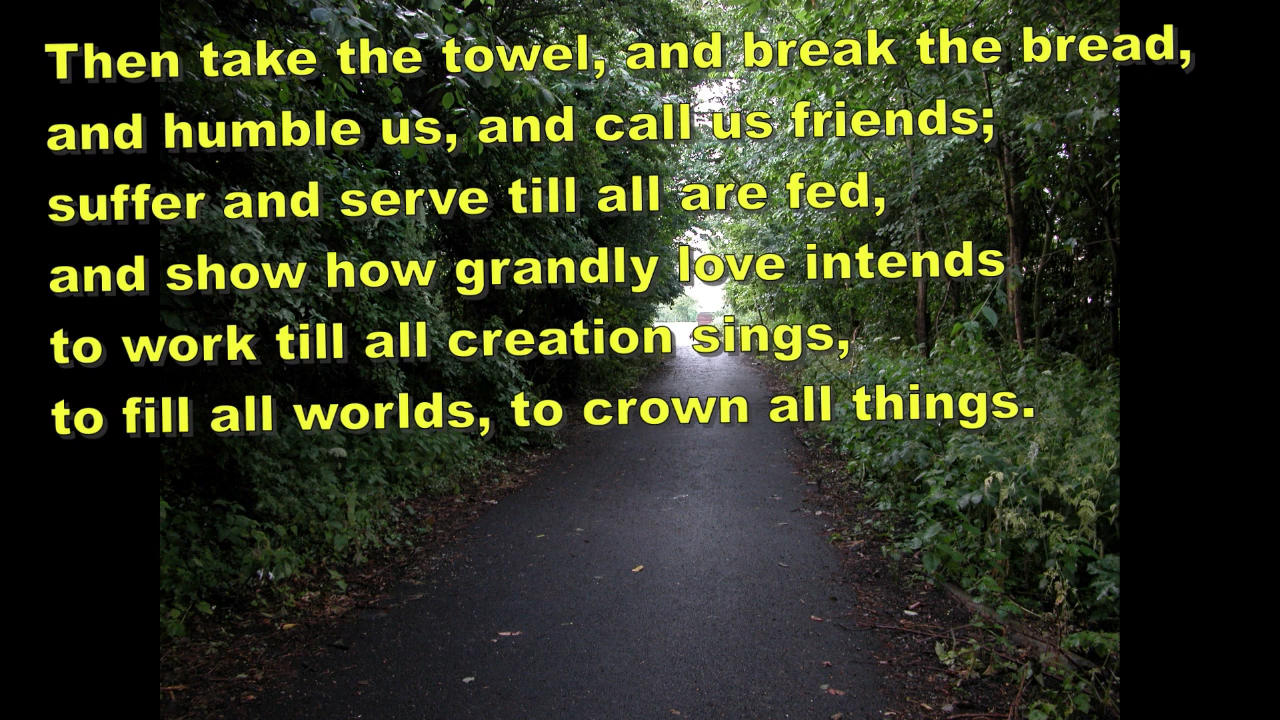 Then take the towel, and break the bread,
and humble us, and call us friends;
suffer and serve till all are fed,
and show how grandly love intends
to work till all creation sings,
to fill all worlds, to crown all things.